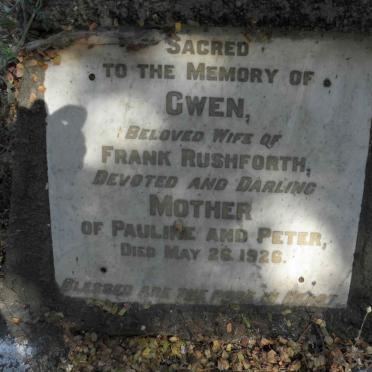 SACRED
TO THE MEMORY OF
GWEN,
BELOVED WIFE OF
FRANK RUSHFORTH,
DEVOTED AND DARLING
MOTHER
OF PAULINE AND PETER,
DIED MAY 26, 1926.
BLESSED ARE THE PURE IN HEART